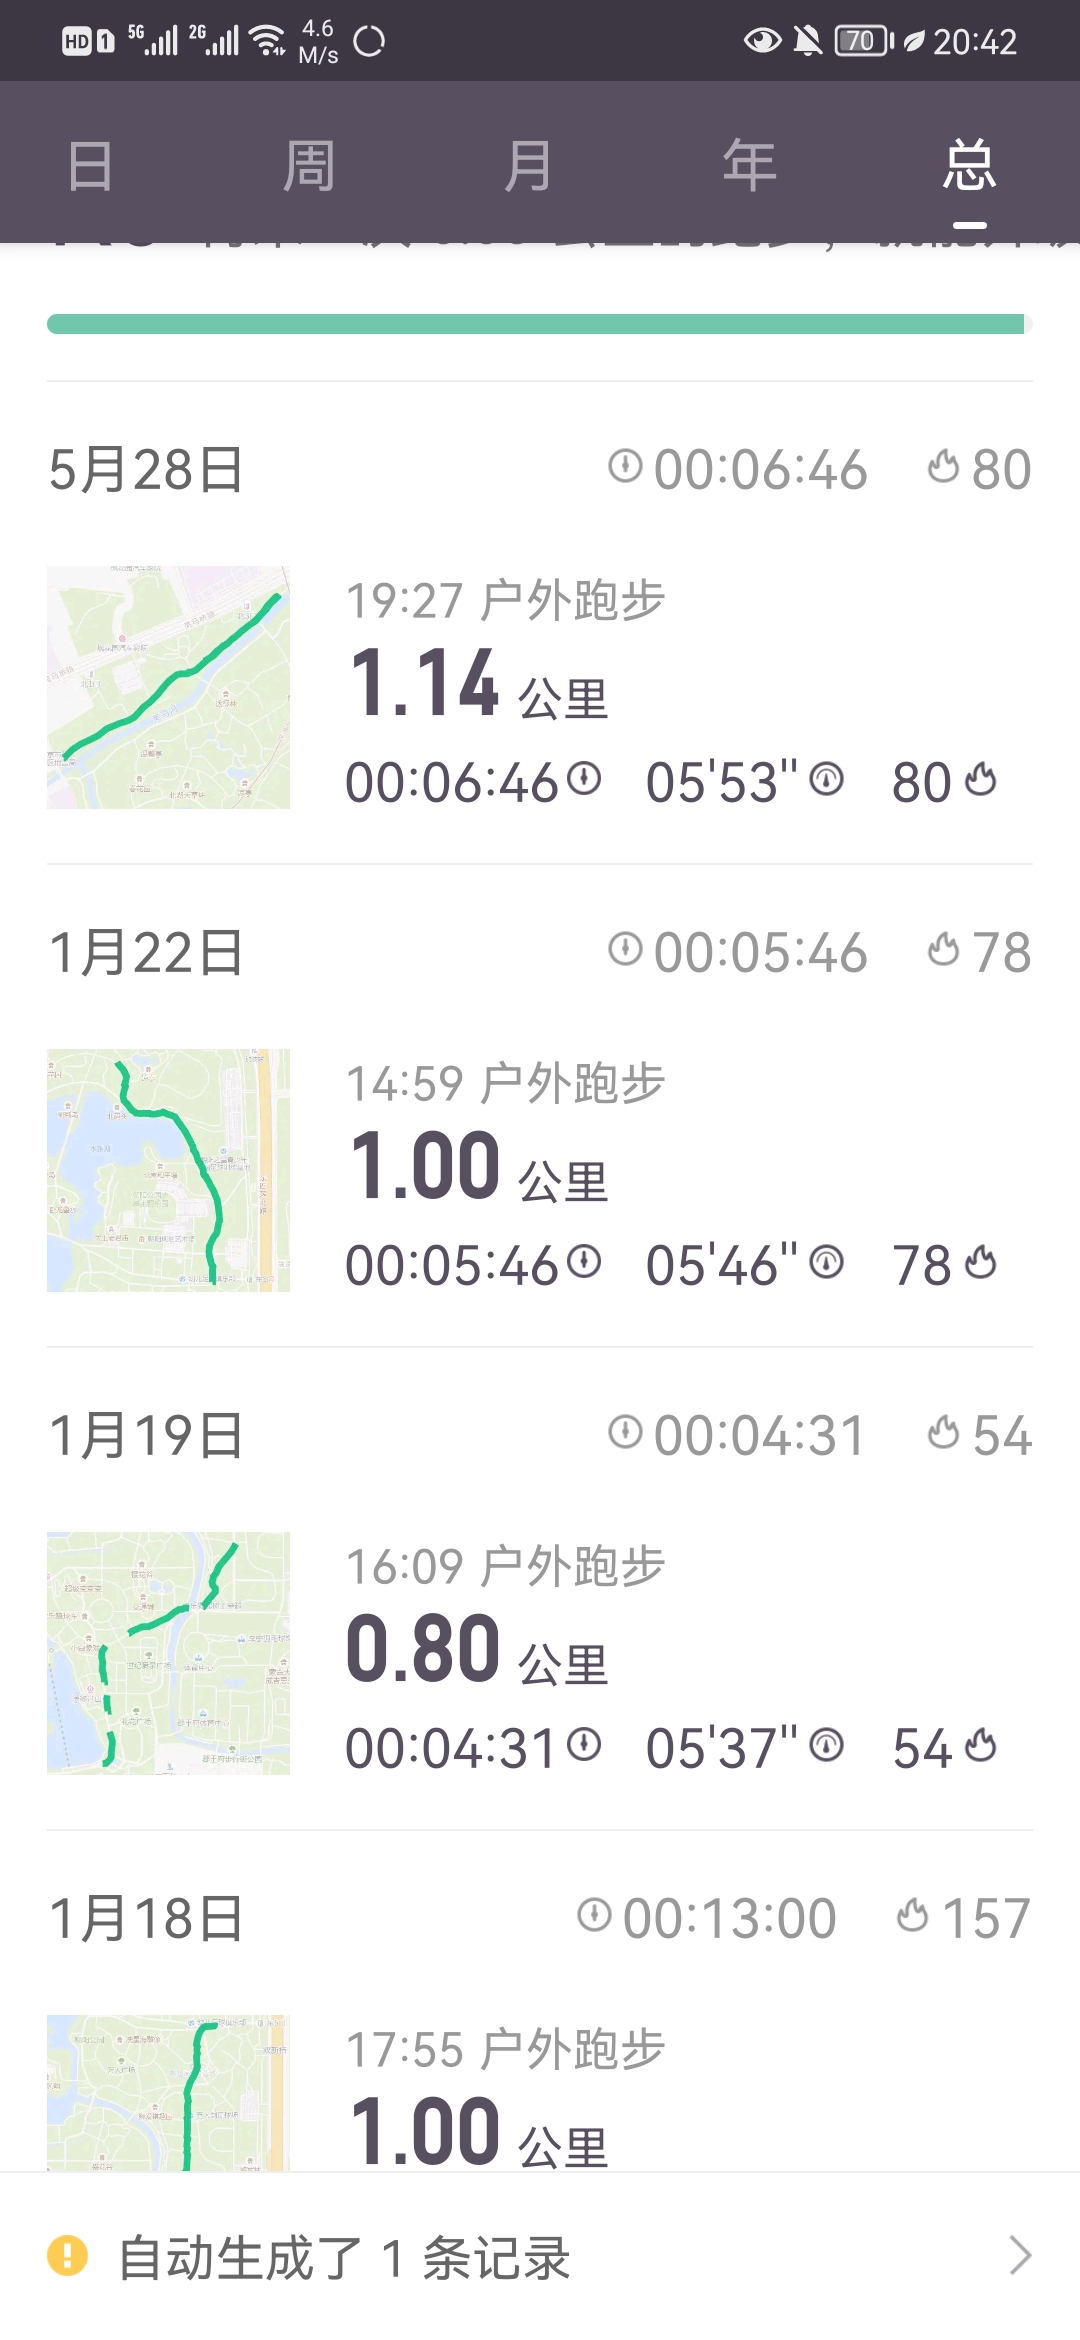 HD 1 5G 2G 4.6 M/s 70 20:42
日 周 月 年 总
5月28日 00:06:46 80
19:27 户外跑步
1.14 公里
00:06:46 05'53" 80
1月22日 00:05:46 78
14:59 户外跑步
1.00 公里
00:05:46 05'46" 78
1月19日 00:04:31 54
16:09 户外跑步
0.80 公里
00:04:31 05'37" 54
1月18日 00:13:00 157
17:55 户外跑步
1.00 公里
自动生成了 1 条记录